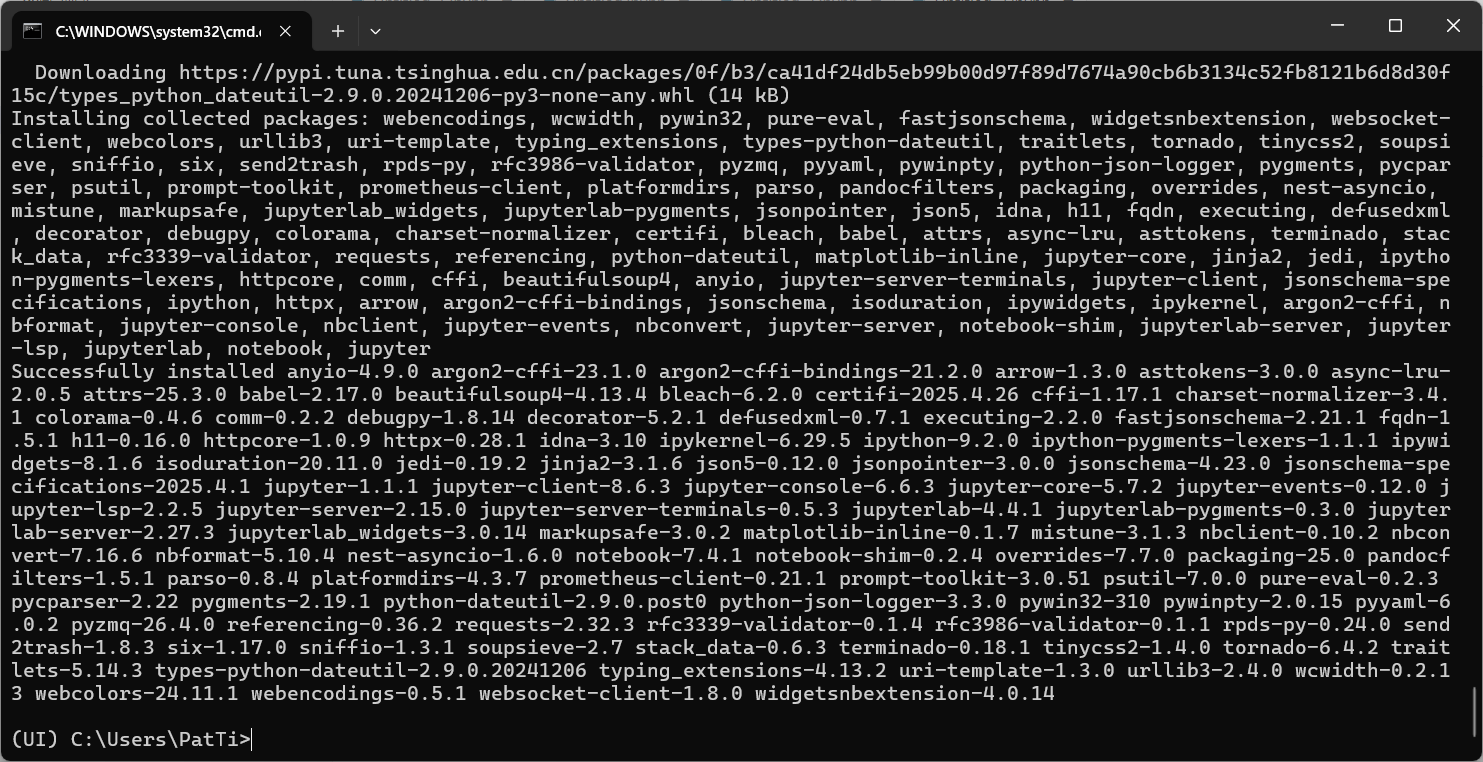 C:\WINDOWS\system32\cmd.
  Downloading https://pypi.tuna.tsinghua.edu.cn/packages/0f/b3/ca41df24db5eb99b00d97f89d7674a90cb6b3134c52fb8121b6d8d30f
15c/types_python_dateutil-2.9.0.20241206-py3-none-any.whl (14 kB)
Installing collected packages: webencodings, wcwidth, pywin32, pure-eval, fastjsonschema, widgetsnbextension, websocket-
client, webcolors, urllib3, uri-template, typing_extensions, types-python-dateutil, traitlets, tornado, tinycss2, soupsi
eve, sniffio, six, send2trash, rpds-py, rfc3986-validator, pyzmq, pyyaml, pywinpty, python-json-logger, pygments, pycpar
ser, psutil, prompt-toolkit, prometheus-client, platformdirs, parso, pandocfilters, packaging, overrides, nest-asyncio,
mistune, markupsafe, jupyterlab_widgets, jupyterlab-pygments, jsonpointer, json5, idna, h11, fqdn, executing, defusedxml
, decorator, debugpy, colorama, charset-normalizer, certifi, bleach, babel, attrs, async-lru, asttokens, terminado, stac
k_data, rfc3339-validator, requests, referencing, python-dateutil, matplotlib-inline, jupyter-core, jinja2, jedi, ipytho
n-pygments-lexers, httpcore, comm, cffi, beautifulsoup4, anyio, jupyter-server-terminals, jupyter-client, jsonschema-spe
cifications, ipython, httpx, arrow, argon2-cffi-bindings, jsonschema, isoduration, ipywidgets, ipykernel, argon2-cffi, n
bformat, jupyter-console, nbclient, jupyter-events, nbconvert, jupyter-server, notebook-shim, jupyterlab-server, jupyter
-lsp, jupyterlab, notebook, jupyter
Successfully installed anyio-4.9.0 argon2-cffi-23.1.0 argon2-cffi-bindings-21.2.0 arrow-1.3.0 asttokens-3.0.0 async-lru-
2.0.5 attrs-25.3.0 babel-2.17.0 beautifulsoup4-4.13.4 bleach-6.2.0 certifi-2025.4.26 cffi-1.17.1 charset-normalizer-3.4.
1 colorama-0.4.6 comm-0.2.2 debugpy-1.8.14 decorator-5.2.1 defusedxml-0.7.1 executing-2.2.0 fastjsonschema-2.21.1 fqdn-1
.5.1 h11-0.16.0 httpcore-1.0.9 httpx-0.28.1 idna-3.10 ipykernel-6.29.5 ipython-9.2.0 ipython-pygments-lexers-1.1.1 ipywi
dgets-8.1.6 isoduration-20.11.0 jedi-0.19.2 jinja2-3.1.6 json5-0.12.0 jsonpointer-3.0.0 jsonschema-4.23.0 jsonschema-spe
cifications-2025.4.1 jupyter-1.1.1 jupyter-client-8.6.3 jupyter-console-6.6.3 jupyter-core-5.7.2 jupyter-events-0.12.0 j
upyter-lsp-2.2.5 jupyter-server-2.15.0 jupyter-server-terminals-0.5.3 jupyterlab-4.4.1 jupyterlab-pygments-0.3.0 jupyter
lab-server-2.27.3 jupyterlab_widgets-3.0.14 markupsafe-3.0.2 matplotlib-inline-0.1.7 mistune-3.1.3 nbclient-0.10.2 nbcon
vert-7.16.6 nbformat-5.10.4 nest-asyncio-1.6.0 notebook-7.4.1 notebook-shim-0.2.4 overrides-7.7.0 packaging-25.0 pandocf
ilters-1.5.1 parso-0.8.4 platformdirs-4.3.7 prometheus-client-0.21.1 prompt-toolkit-3.0.51 psutil-7.0.0 pure-eval-0.2.3
pycparser-2.22 pygments-2.19.1 python-dateutil-2.9.0.post0 python-json-logger-3.3.0 pywin32-310 pywinpty-2.0.15 pyyaml-6
.0.2 pyzmq-26.4.0 referencing-0.36.2 requests-2.32.3 rfc3339-validator-0.1.4 rfc3986-validator-0.1.1 rpds-py-0.24.0 send
2trash-1.8.3 six-1.17.0 sniffio-1.3.1 soupsieve-2.7 stack_data-0.6.3 terminado-0.18.1 tinycss2-1.4.0 tornado-6.4.2 trait
lets-5.14.3 types-python-dateutil-2.9.0.20241206 typing_extensions-4.13.2 uri-template-1.3.0 urllib3-2.4.0 wcwidth-0.2.1
3 webcolors-24.11.1 webencodings-0.5.1 websocket-client-1.8.0 widgetsnbextension-4.0.14
(UI) C:\Users\PatTi>